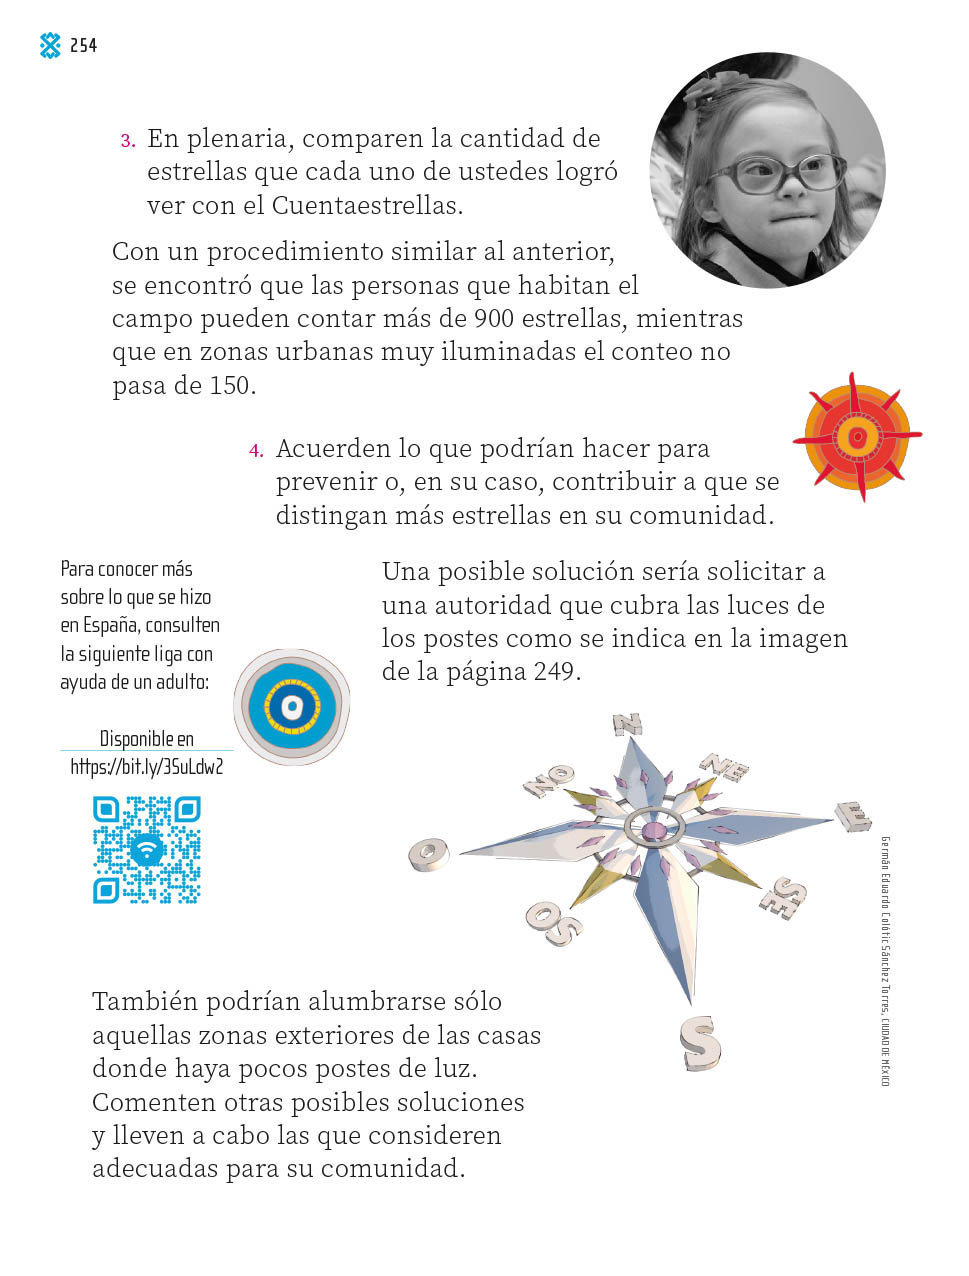 254
3. En plenaria, comparen la cantidad de
estrellas que cada uno de ustedes logró
ver con el Cuentaestrellas.
Con un procedimiento similar al anterior,
se encontró que las personas que habitan el
campo pueden contar más de 900 estrellas, mientras
que en zonas urbanas muy iluminadas el conteo no
pasa de 150.
4. Acuerden lo que podrían hacer para
prevenir o, en su caso, contribuir a que se
distingan más estrellas en su comunidad.
Para conocer más
sobre lo que se hizo
en España, consulten
la siguiente liga con
ayuda de un adulto:
Disponible en
https://bit.ly/3SuLdw2
Una posible solución sería solicitar a
una autoridad que cubra las luces de
los postes como se indica en la imagen
de la página 249.
N
NE
E
SE
S
SO
O
NO
Germán Eduardo Colótic Sánchez Torres, CIUDAD DE MÉXICO
También podrían alumbrarse sólo
aquellas zonas exteriores de las casas
donde haya pocos postes de luz.
Comenten otras posibles soluciones
y lleven a cabo las que consideren
adecuadas para su comunidad.